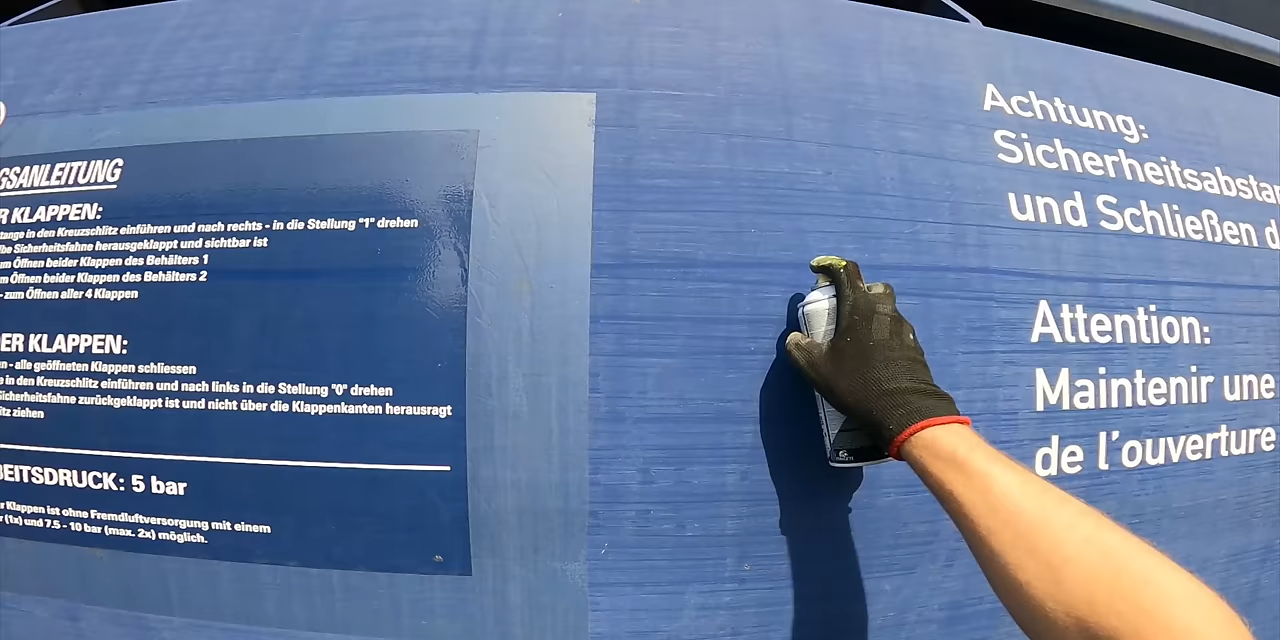 GSANLEITUNG
R KLAPPEN:
tange in den Kreuzschlitz einführen und nach rechts - in die Stellung "1" drehen
lbe Sicherheitsfahne herausgeklappt und sichtbar ist
um Öffnen beider Klappen des Behälters 1
m Öffnen beider Klappen des Behälters 2
- zum Öffnen aller 4 Klappen
ER KLAPPEN:
n - alle geöffneten Klappen schliessen
e in den Kreuzschlitz einführen und nach links in die Stellung "0" drehen
Sicherheitsfahne zurückgeklappt ist und nicht über die Klappenkanten herausragt
itz ziehen
BEITSDRUCK: 5 bar
r Klappen ist ohne Fremdluftversorgung mit einem
r (1x) und 7.5 - 10 bar (max. 2x) möglich.
Achtung:
Sicherheitsabsta
und Schließen d
Attention:
Maintenir une
de l'ouverture